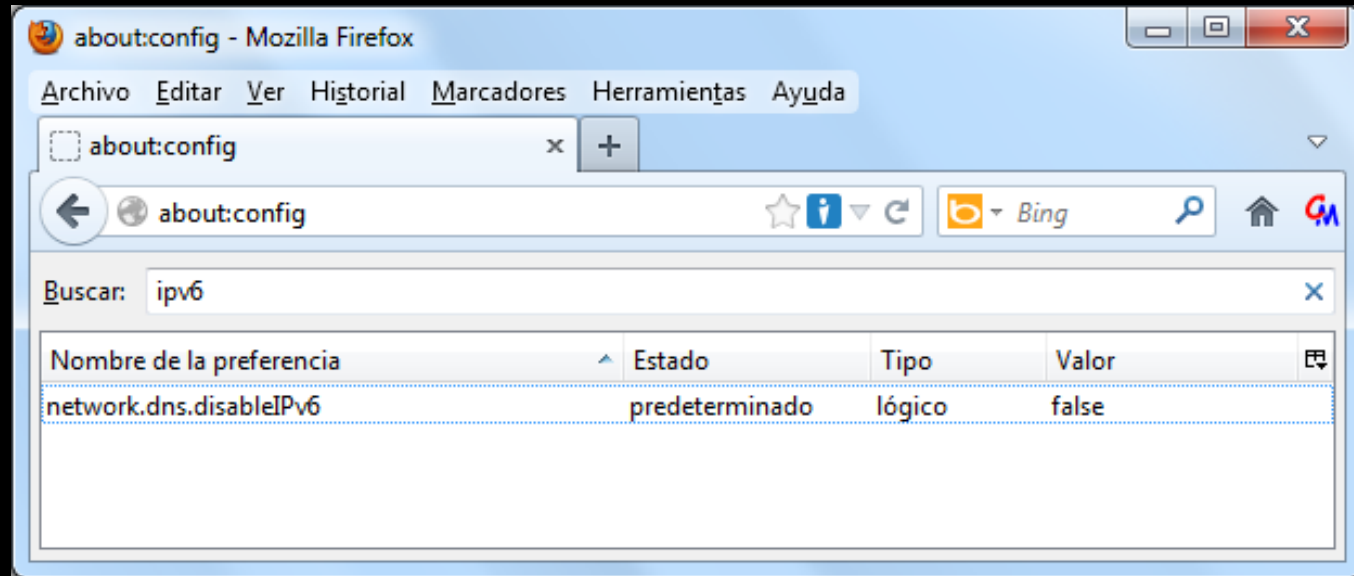 about:config - Mozilla Firefox
Archivo Editar Ver Historial Marcadores Herramientas Ayuda
about:config
about:config Bing
Buscar: ipv6
Nombre de la preferencia Estado Tipo Valor
network.dns.disableIPv6 predeterminado lógico false